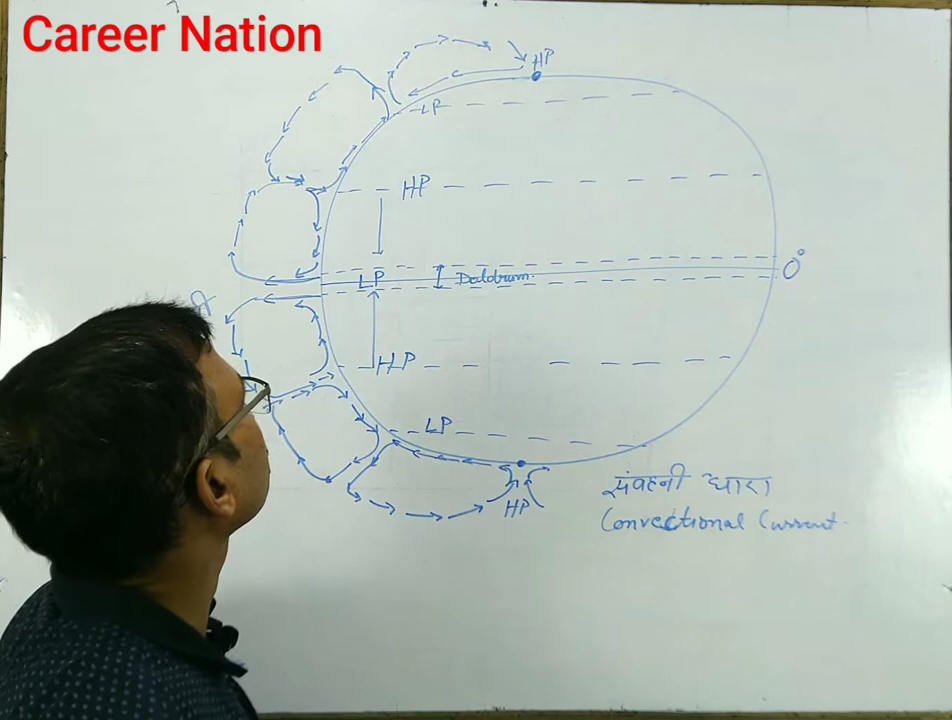 Career Nation
HP
LP
HP
LP
Doldrum.
0°
HP
LP
HP
संवहनी धारा
Convectional Current.